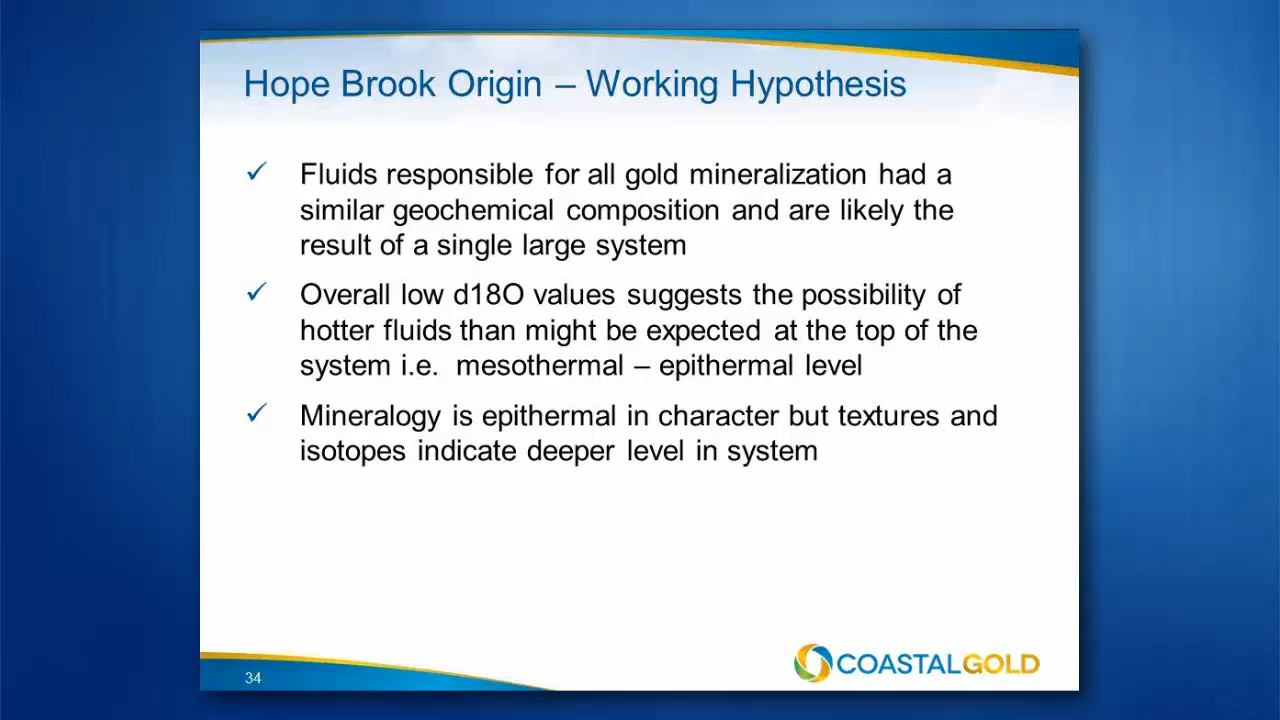 Hope Brook Origin – Working Hypothesis
✓ Fluids responsible for all gold mineralization had a
similar geochemical composition and are likely the
result of a single large system
✓ Overall low d18O values suggests the possibility of
hotter fluids than might be expected at the top of the
system i.e. mesothermal – epithermal level
✓ Mineralogy is epithermal in character but textures and
isotopes indicate deeper level in system
34
COASTALGOLD